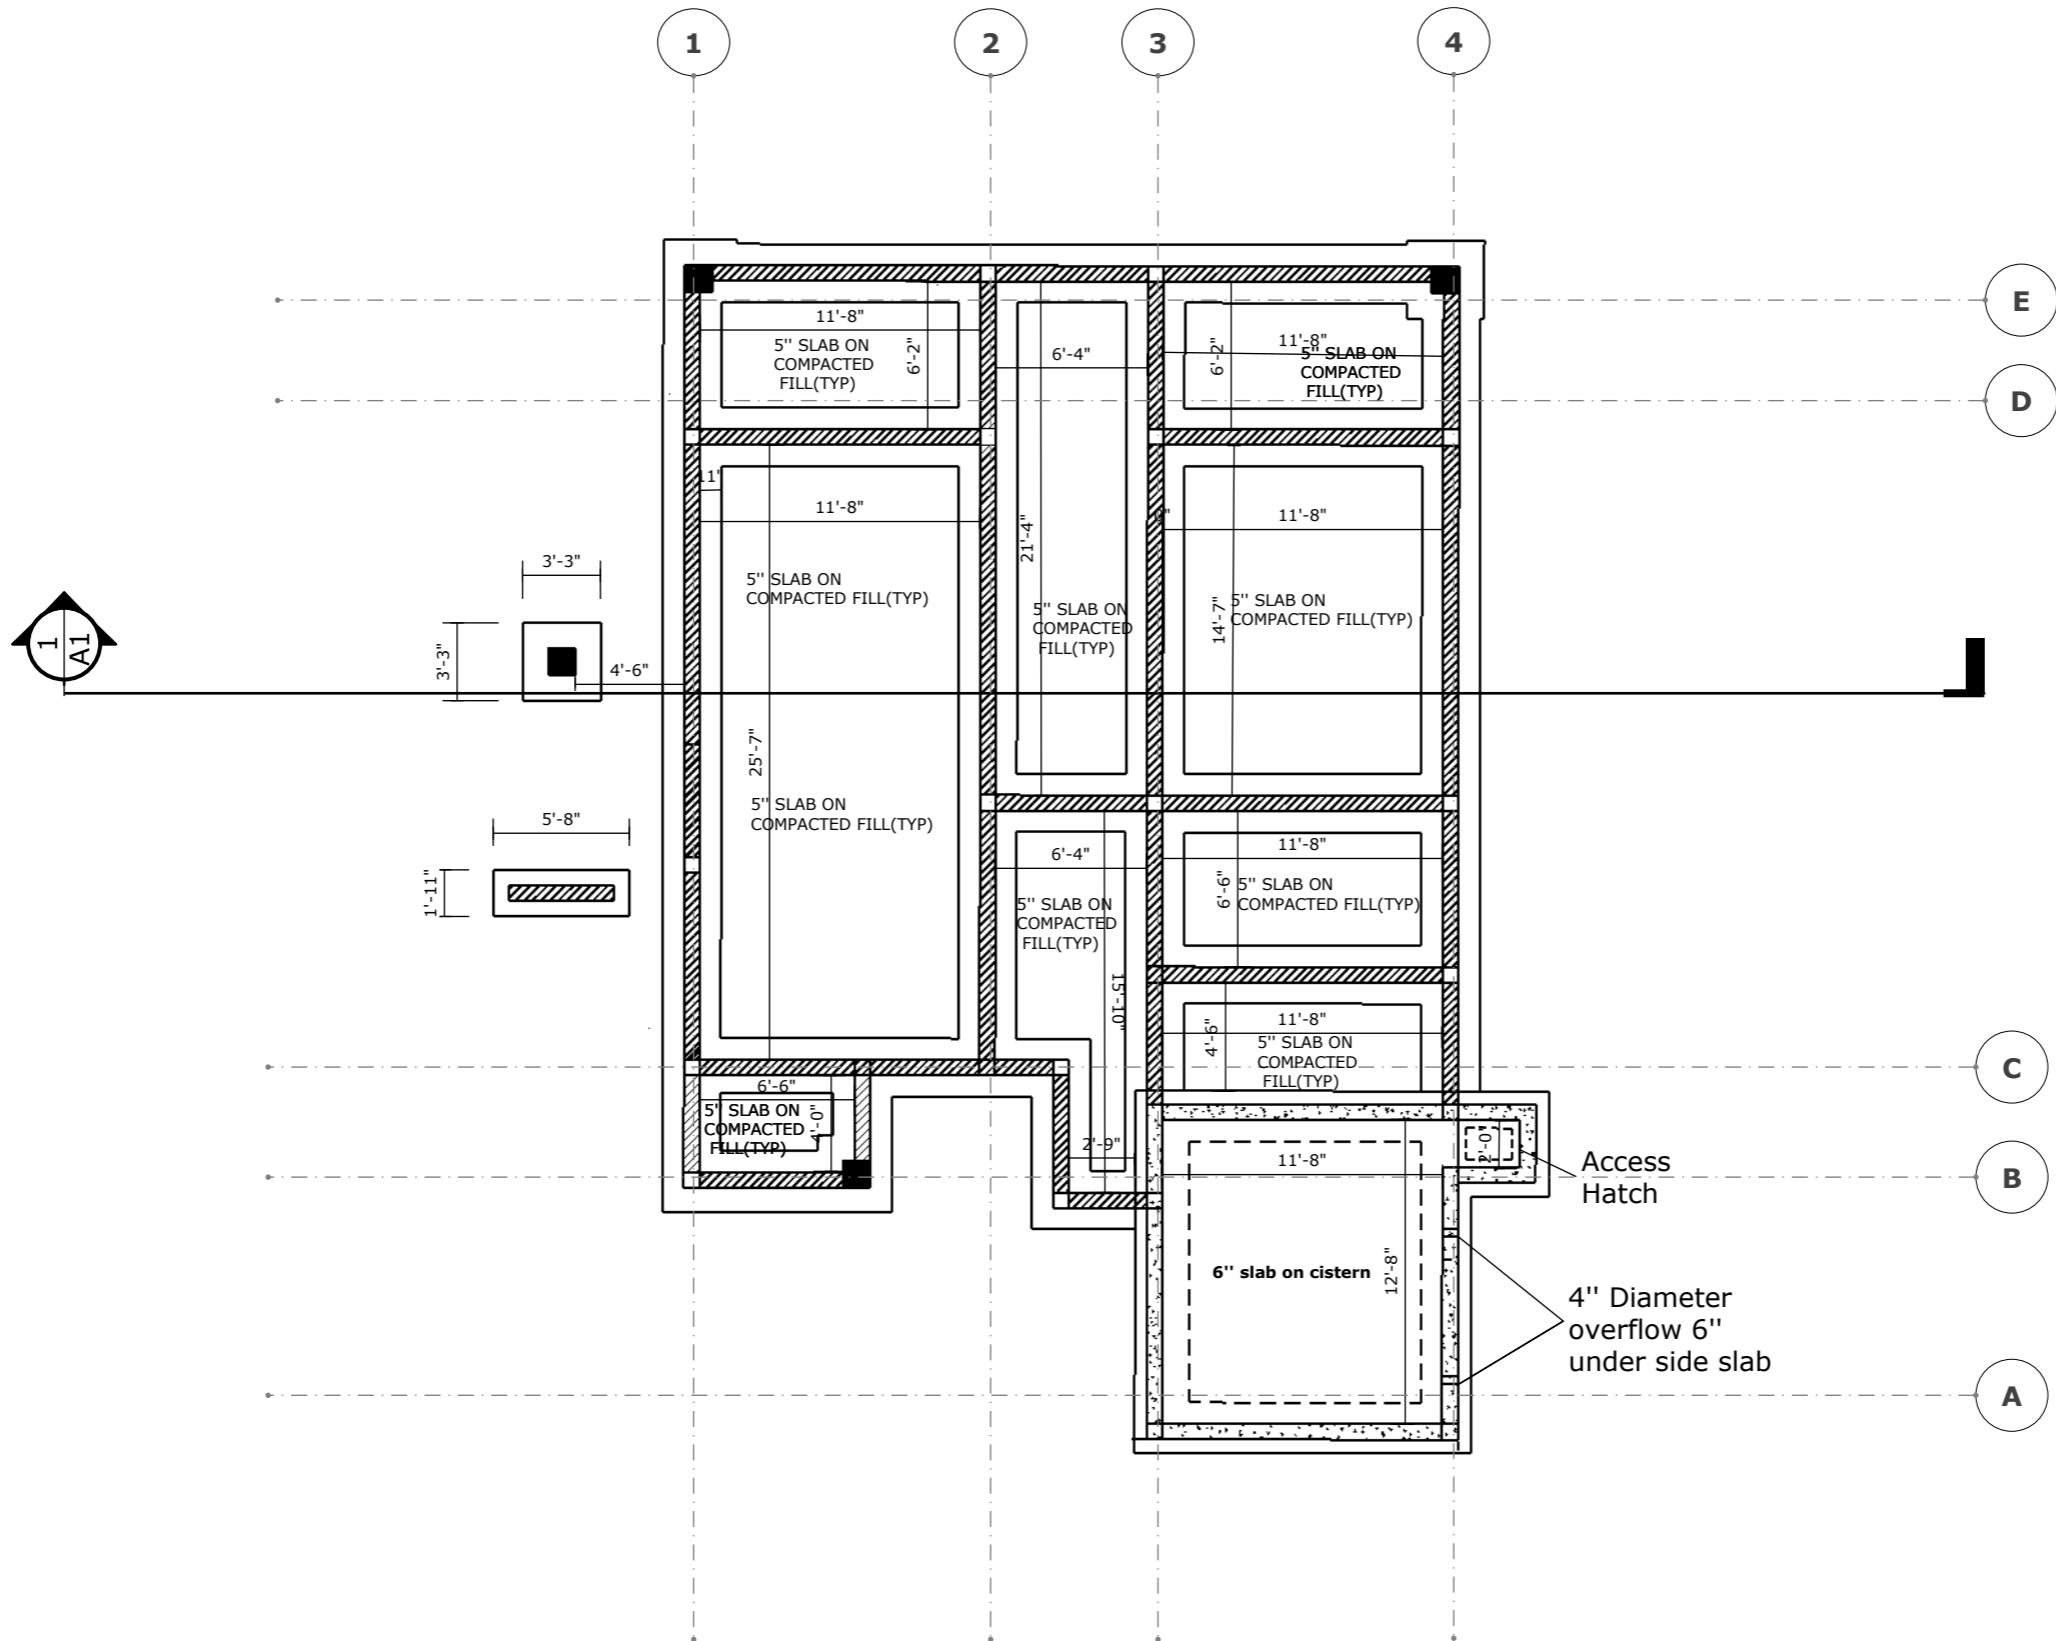 1
2
3
4
E
D
C
B
A
11'-8"
5'' SLAB ON
COMPACTED
FILL(TYP)
6'-2"
6'-4"
6'-2"
11'-8"
5'' SLAB ON
COMPACTED
FILL(TYP)
11'-8"
5'' SLAB ON
COMPACTED FILL(TYP)
25'-7"
5'' SLAB ON
COMPACTED FILL(TYP)
21'-4"
5'' SLAB ON
COMPACTED
FILL(TYP)
11'-8"
14'-7"
5'' SLAB ON
COMPACTED FILL(TYP)
3'-3"
3'-3"
4'-6"
1
A1
5'-8"
1'-11"
6'-4"
5'' SLAB ON
COMPACTED
FILL(TYP)
15'-10"
11'-8"
6'-6"
5'' SLAB ON
COMPACTED FILL(TYP)
11'-8"
4'-6"
5'' SLAB ON
COMPACTED
FILL(TYP)
6'-6"
5'' SLAB ON
COMPACTED
FILL(TYP)
4'-0"
2'-9"
11'-8"
2'-0"
Access
Hatch
6'' slab on cistern
12'-8"
4'' Diameter
overflow 6''
under side slab